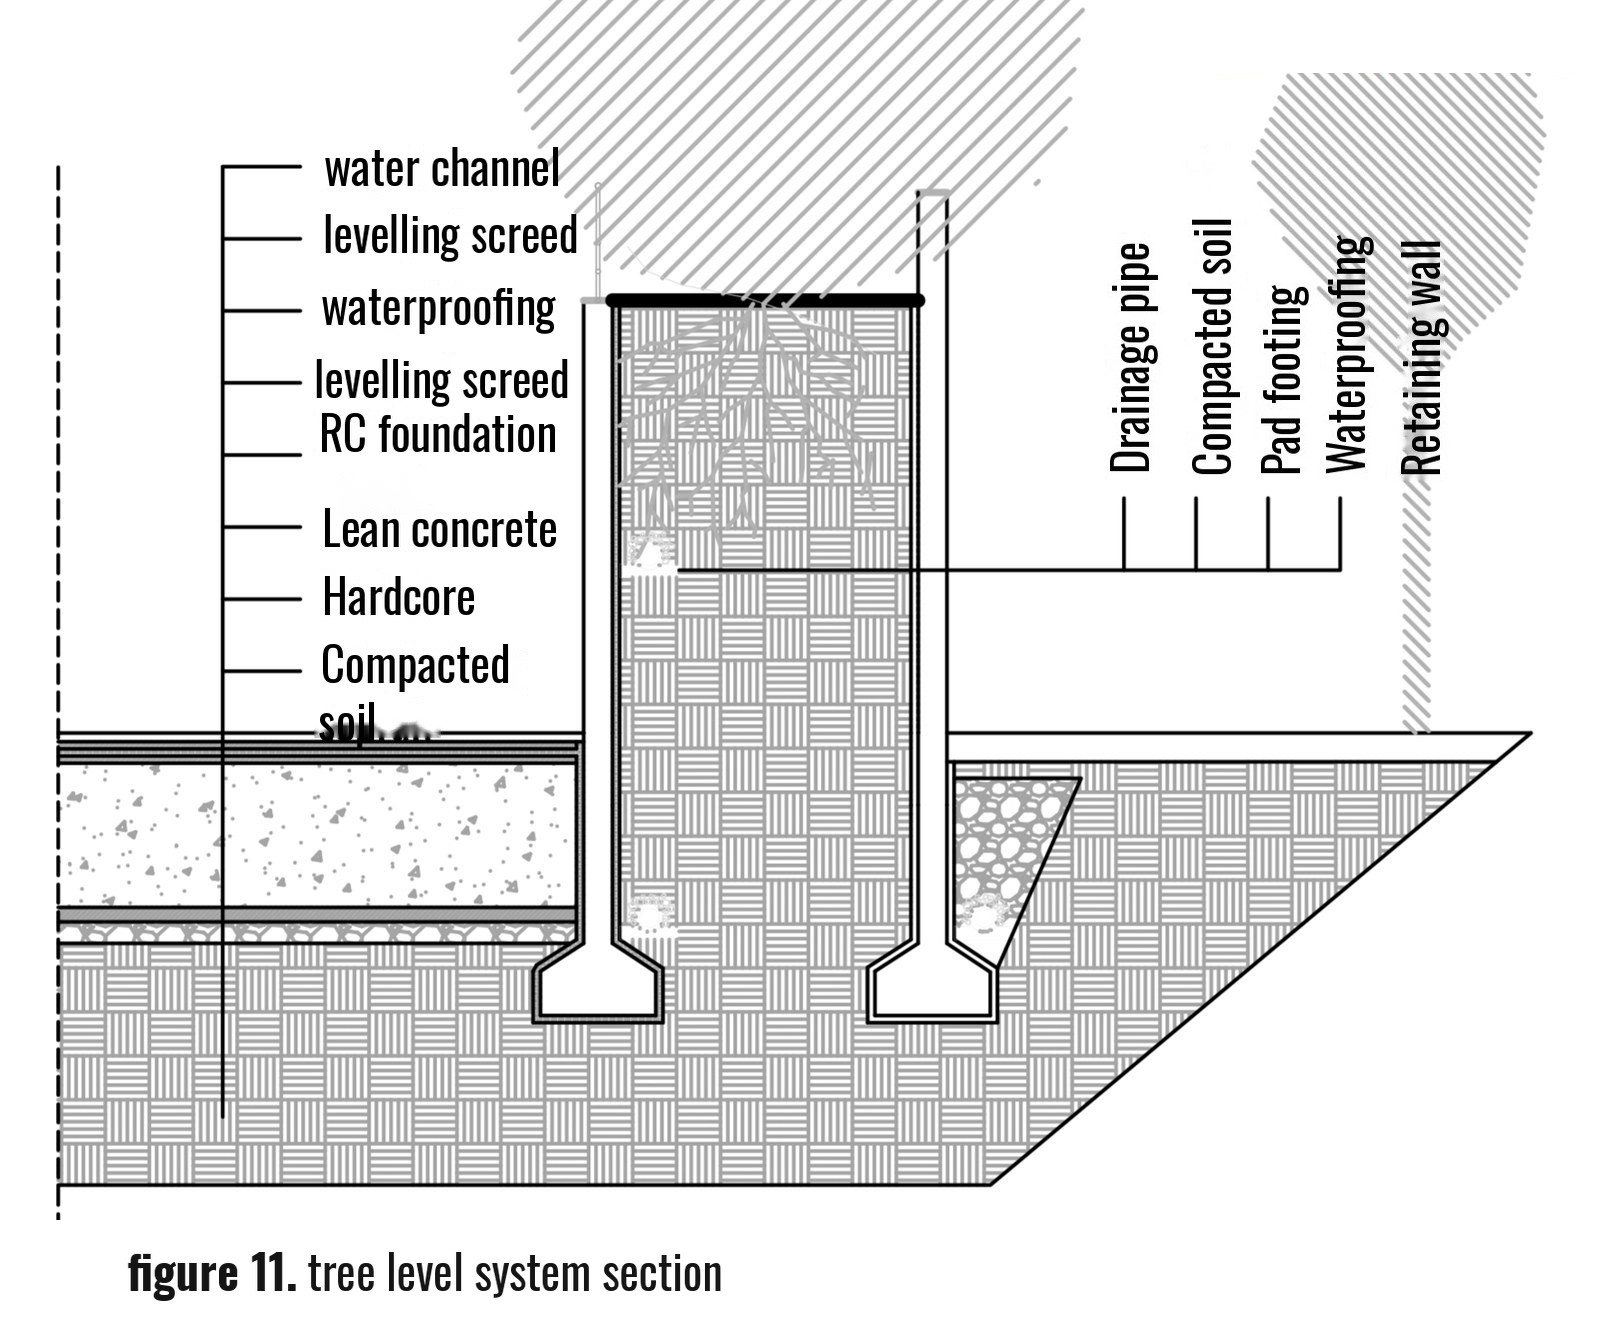 water channel
levelling screed
waterproofing
levelling screed
RC foundation
Lean concrete
Hardcore
Compacted
soil
Drainage pipe
Compacted soil
Pad footing
Waterproofing
Retaining wall
figure 11. tree level system section